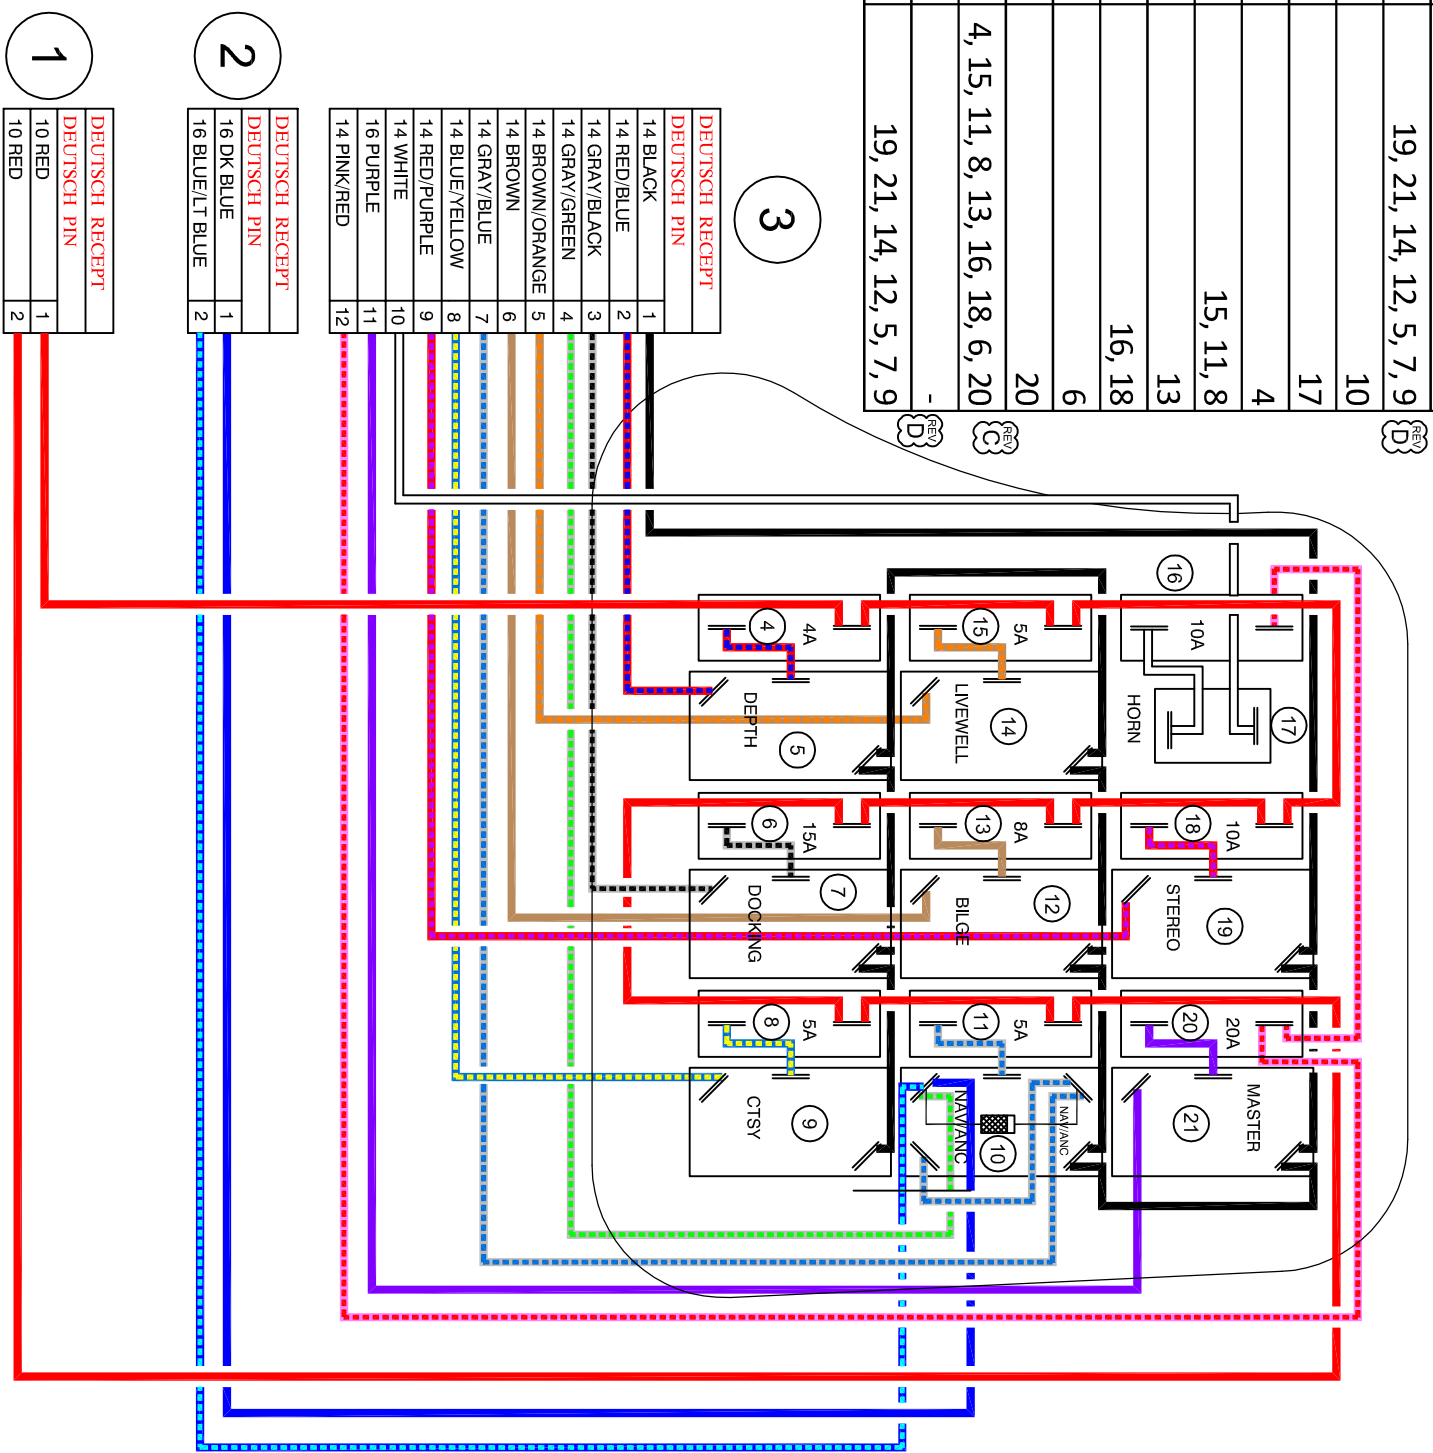 19, 21, 14, 12, 5, 7, 9
REV
D
10
17
4
15, 11, 8
13
16, 18
6
20
4, 15, 11, 8, 13, 16, 18, 6, 20
REV
C
-
REV
D
19, 21, 14, 12, 5, 7, 9
3
DEUTSCH RECEPT
DEUTSCH PIN
14 BLACK 1
14 RED/BLUE 2
14 GRAY/BLACK 3
14 GRAY/GREEN 4
14 BROWN/ORANGE 5
14 BROWN 6
14 GRAY/BLUE 7
14 BLUE/YELLOW 8
14 RED/PURPLE 9
14 WHITE 10
16 PURPLE 11
14 PINK/RED 12
2
DEUTSCH RECEPT
DEUTSCH PIN
16 DK BLUE 1
16 BLUE/LT BLUE 2
1
DEUTSCH RECEPT
DEUTSCH PIN
10 RED 1
10 RED 2
16
10A
17
HORN
18
10A
19
STEREO
20
20A
21
MASTER
15
5A
14
LIVEWELL
13
8A
12
BILGE
11
5A
NAV/ANC
10
NAV/ANC
4
4A
5
DEPTH
6
15A
7
DOCKING
8
5A
9
CTSY